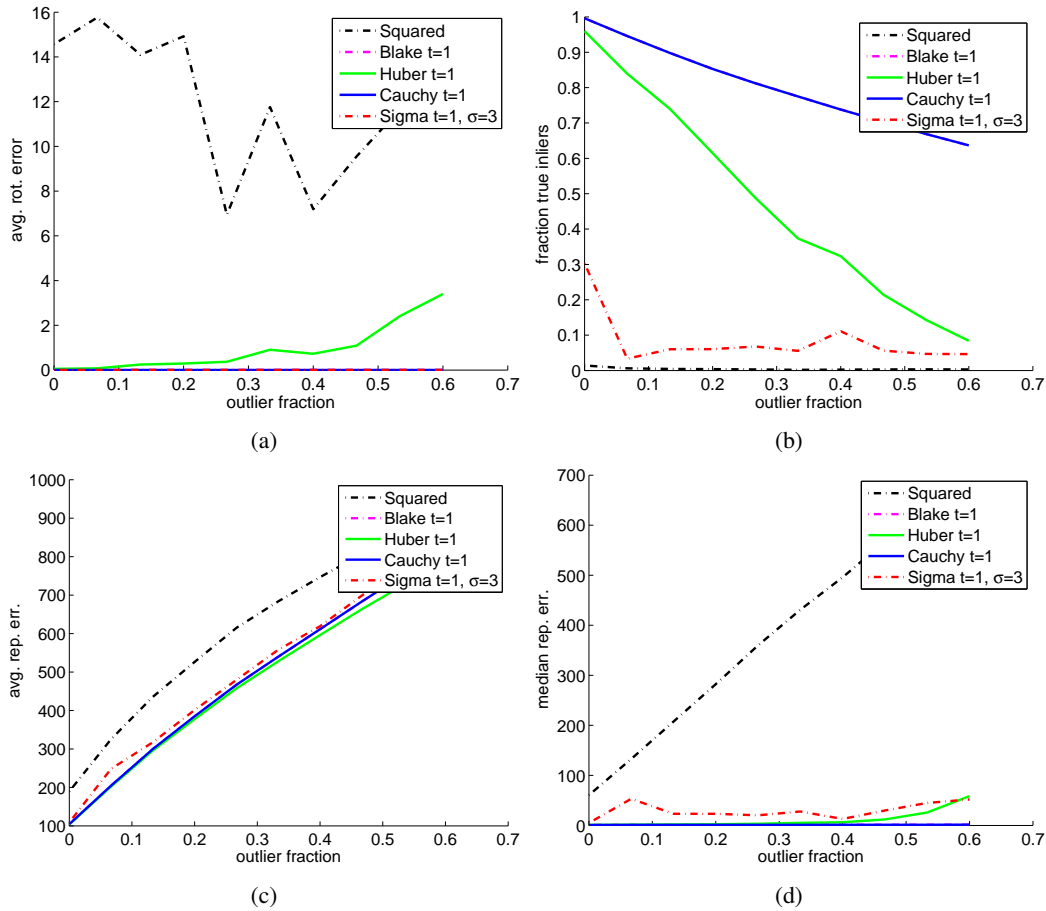 16
14
12
10
8
6
4
2
0
avg. rot. error
0 0.1 0.2 0.3 0.4 0.5 0.6 0.7
outlier fraction
Squared
Blake t=1
Huber t=1
Cauchy t=1
Sigma t=1, σ=3
(a)
1
0.9
0.8
0.7
0.6
0.5
0.4
0.3
0.2
0.1
0
fraction true inliers
0 0.1 0.2 0.3 0.4 0.5 0.6 0.7
outlier fraction
Squared
Blake t=1
Huber t=1
Cauchy t=1
Sigma t=1, σ=3
(b)
1000
900
800
700
600
500
400
300
200
100
avg. rep. err.
0 0.1 0.2 0.3 0.4 0.5 0.6 0.7
outlier fraction
Squared
Blake t=1
Huber t=1
Cauchy t=1
Sigma t=1, σ=3
(c)
700
600
500
400
300
200
100
0
median rep. err.
0 0.1 0.2 0.3 0.4 0.5 0.6 0.7
outlier fraction
Squared
Blake t=1
Huber t=1
Cauchy t=1
Sigma t=1, σ=3
(d)